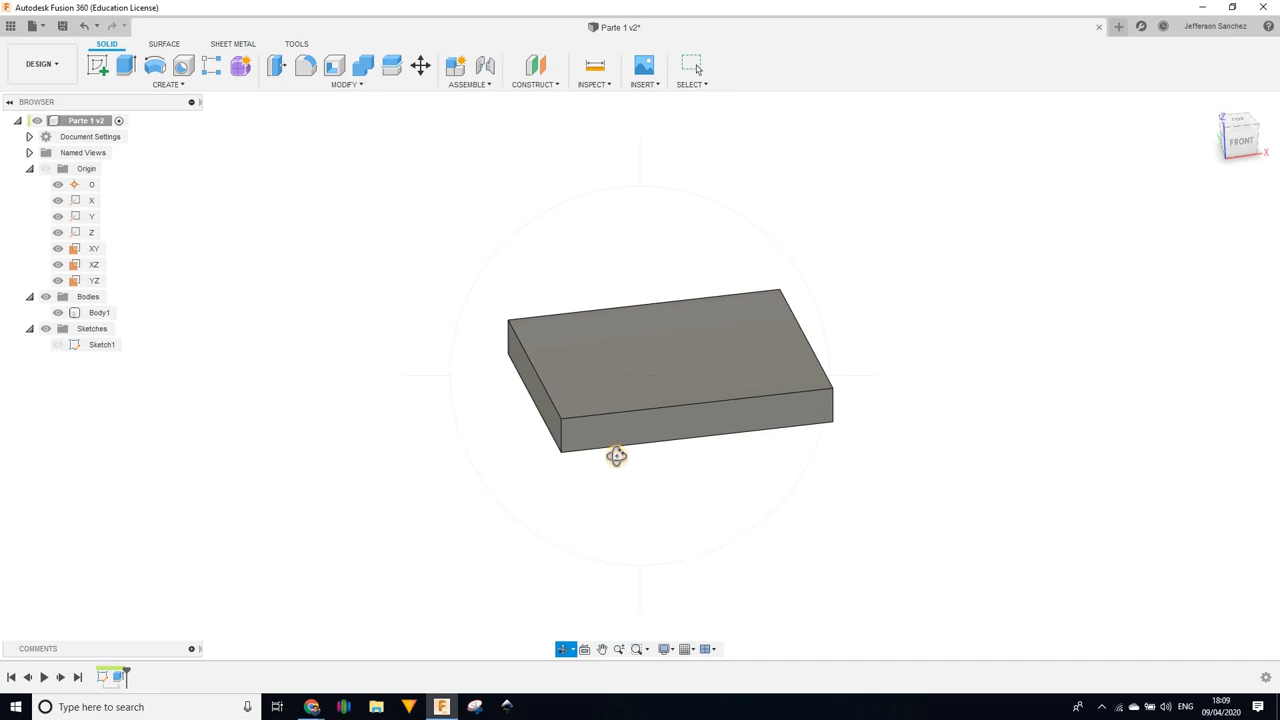 Autodesk Fusion 360 (Education License)
Parte 1 v2*
Jefferson Sanchez
DESIGN
SOLID
SURFACE
SHEET METAL
TOOLS
CREATE
MODIFY
ASSEMBLE
CONSTRUCT
INSPECT
INSERT
SELECT
BROWSER
Parte 1 v2
Document Settings
Named Views
Origin
O
X
Y
Z
XY
XZ
YZ
Bodies
Body1
Sketches
Sketch1
Z
TOP
FRONT
X
COMMENTS
Type here to search
ENG
18:09
09/04/2020